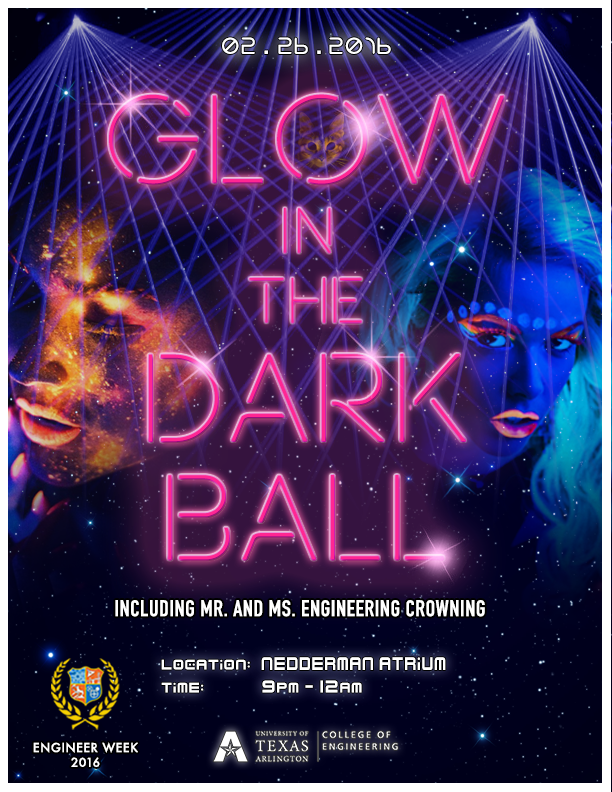 02.26.2016
GLOW
IN
THE
DARK
BALL
INCLUDING MR. AND MS. ENGINEERING CROWNING
LOCATION: NEDDERMAN ATRIUM
TIME: 9PM - 12AM
ENGINEER WEEK
2016
UNIVERSITY OF
TEXAS
ARLINGTON
COLLEGE OF
ENGINEERING